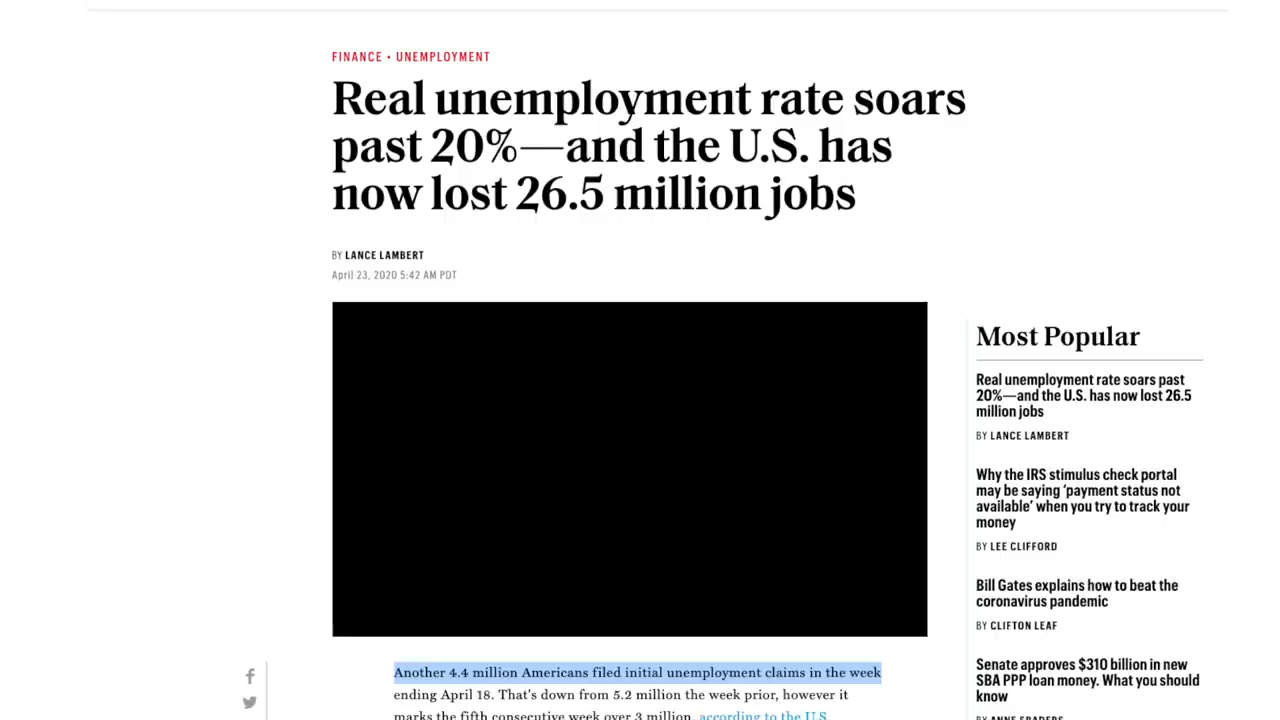 FINANCE • UNEMPLOYMENT
Real unemployment rate soars
past 20%—and the U.S. has
now lost 26.5 million jobs
BY LANCE LAMBERT
April 23, 2020 5:42 AM PDT
Another 4.4 million Americans filed initial unemployment claims in the week
ending April 18. That's down from 5.2 million the week prior, however it
marks the fifth consecutive week over 3 million, according to the U.S.
Most Popular
Real unemployment rate soars past
20%—and the U.S. has now lost 26.5
million jobs
BY LANCE LAMBERT
Why the IRS stimulus check portal
may be saying ‘payment status not
available’ when you try to track your
money
BY LEE CLIFFORD
Bill Gates explains how to beat the
coronavirus pandemic
BY CLIFTON LEAF
Senate approves $310 billion in new
SBA PPP loan money. What you should
know
BY ANNE SRADERS